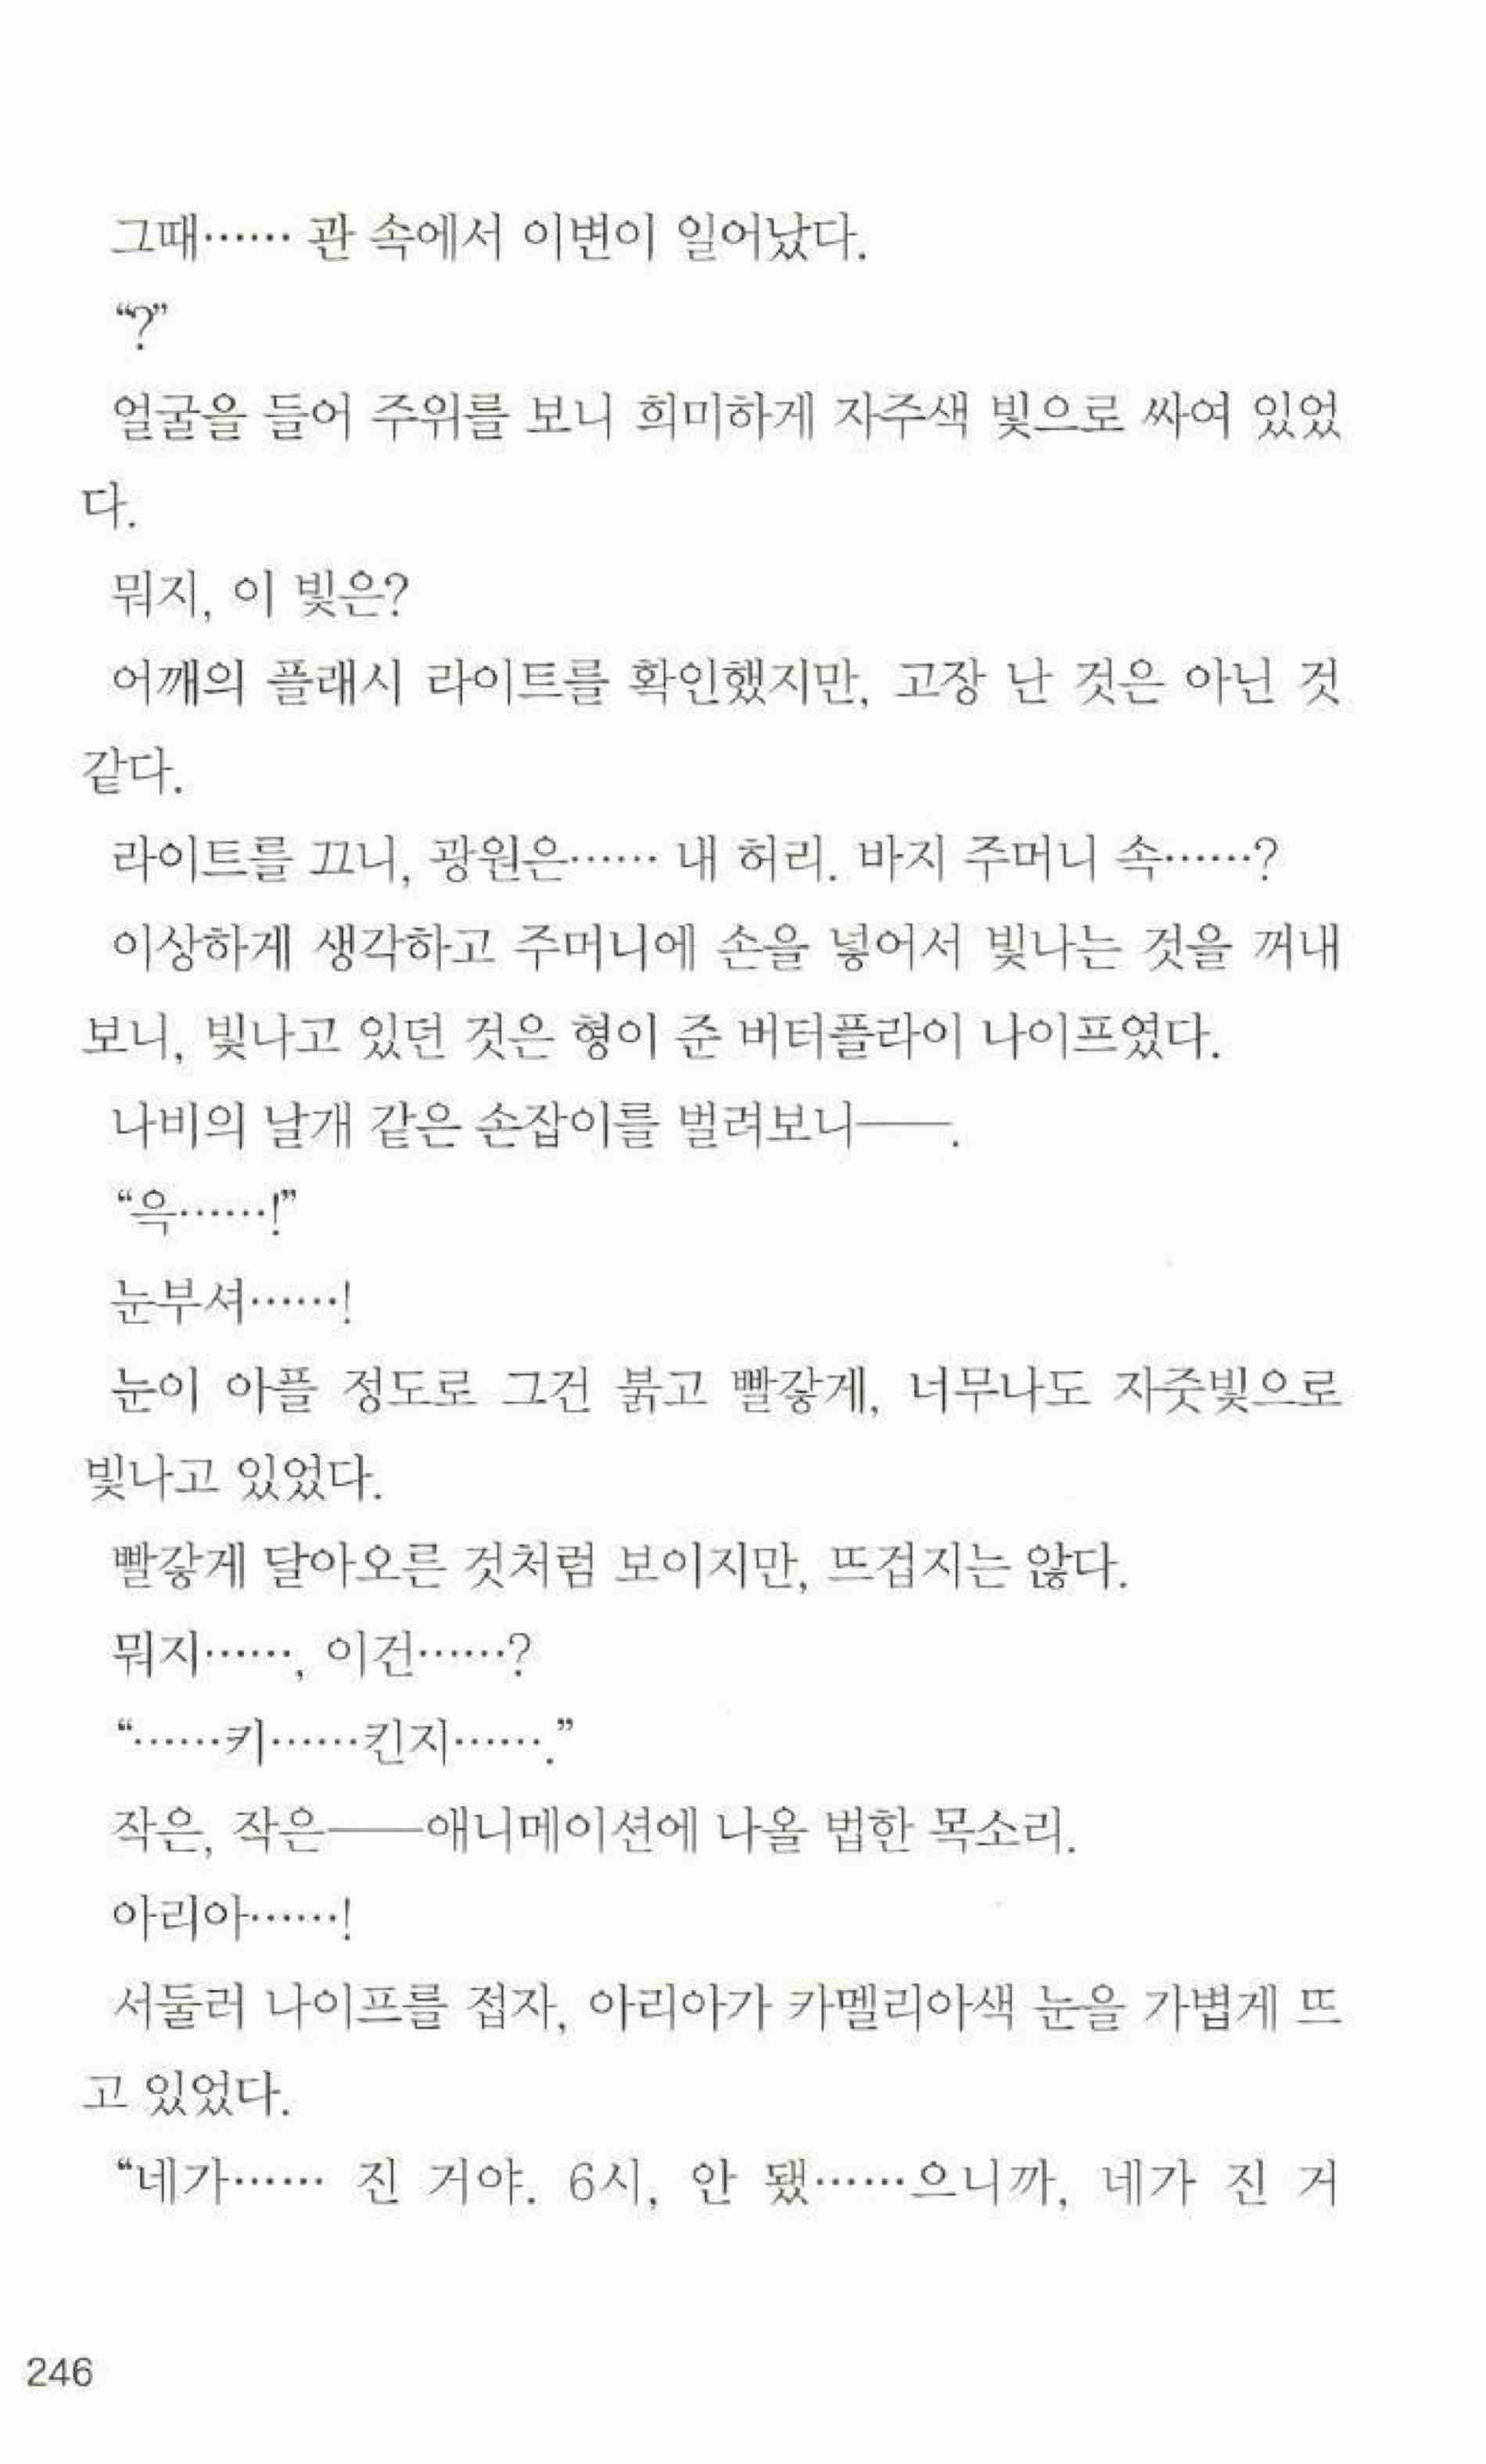 그때…… 관 속에서 이변이 일어났다.
“?”
얼굴을 들어 주위를 보니 희미하게 자주색 빛으로 싸여 있었
다.
뭐지, 이 빛은?
어깨의 플래시 라이트를 확인했지만, 고장 난 것은 아닌 것
같다.
라이트를 끄니, 광원은…… 내 허리. 바지 주머니 속……?
이상하게 생각하고 주머니에 손을 넣어서 빛나는 것을 꺼내
보니, 빛나고 있던 것은 형이 준 버터플라이 나이프였다.
나비의 날개 같은 손잡이를 벌려보니――.
“윽……!”
눈부셔……!
눈이 아플 정도로 그건 붉고 빨갛게, 너무나도 자줏빛으로
빛나고 있었다.
빨갛게 달아오른 것처럼 보이지만, 뜨겁지는 않다.
뭐지……, 이건……?
“……키……킨지…….”
작은, 작은――애니메이션에 나올 법한 목소리.
아리아……!
서둘러 나이프를 접자, 아리아가 카멜리아색 눈을 가볍게 뜨
고 있었다.
“네가…… 진 거야. 6시, 안 됐……으니까, 네가 진 거
246